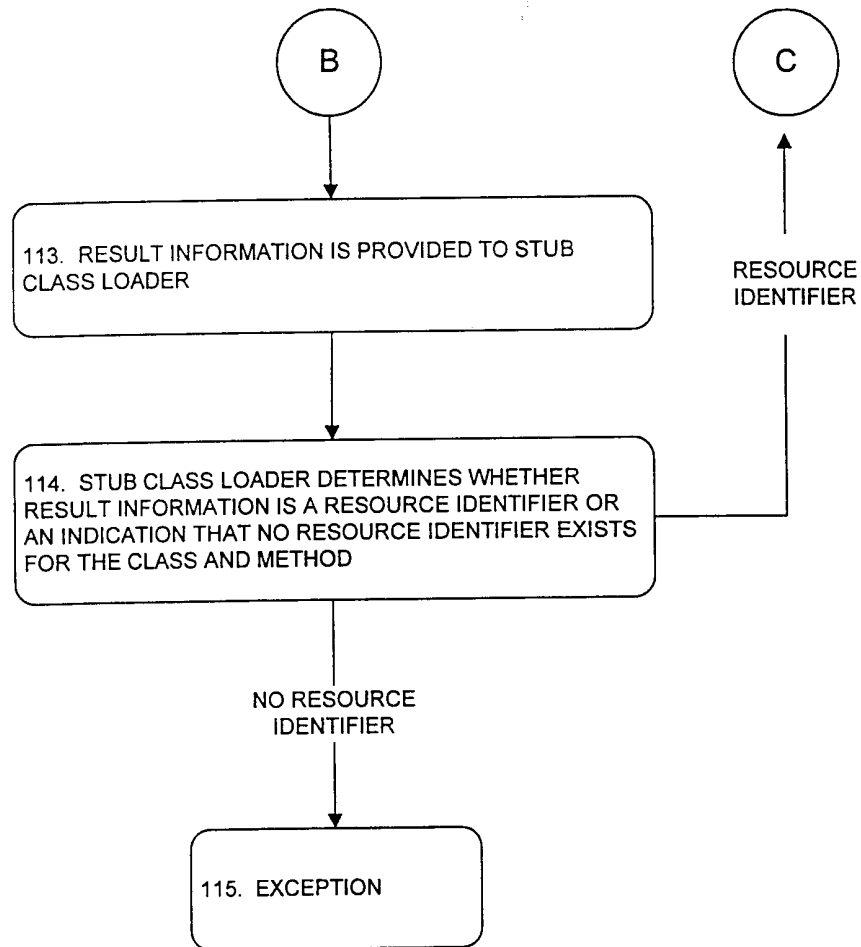 B
C
113. RESULT INFORMATION IS PROVIDED TO STUB
CLASS LOADER
RESOURCE
IDENTIFIER
114. STUB CLASS LOADER DETERMINES WHETHER
RESULT INFORMATION IS A RESOURCE IDENTIFIER OR
AN INDICATION THAT NO RESOURCE IDENTIFIER EXISTS
FOR THE CLASS AND METHOD
NO RESOURCE
IDENTIFIER
115. EXCEPTION